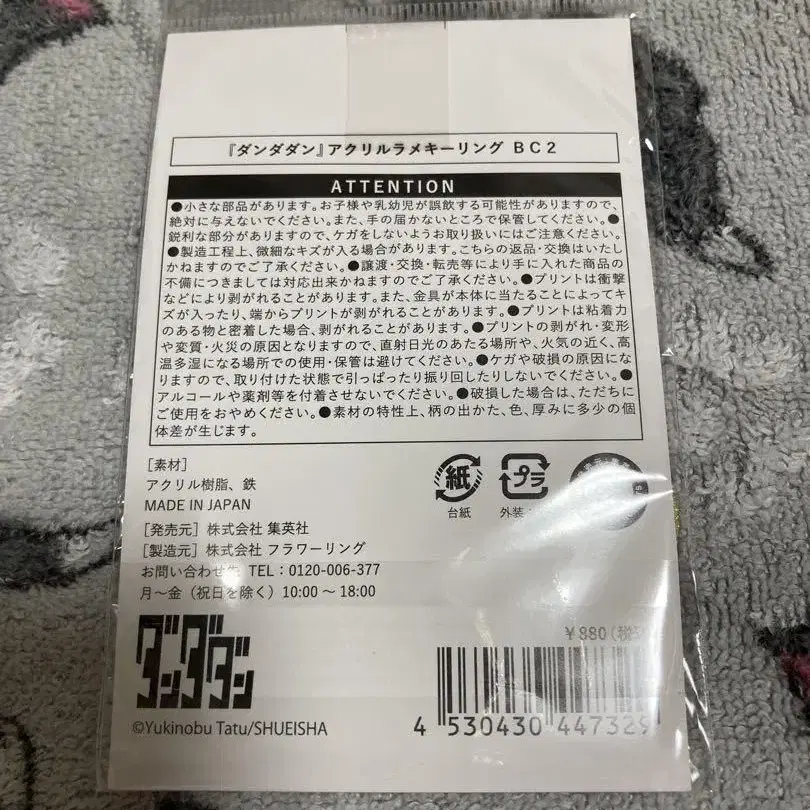 『ダンダダン』アクリルラメキーリング BC2
ATTENTION
●小さな部品があります。お子様や乳幼児が誤飲する可能性がありますので、
絶対に与えないでください。また、手の届かないところで保管してください。●
鋭利な部分がありますので、ケガをしないようお取り扱いにはご注意ください。
●製造工程上、微細なキズが入る場合があります。こちらの返品・交換はいたし
かねますのでご了承ください。●譲渡・交換・転売等により手に入れた商品の
不備につきましては対応出来かねますのでご了承ください。●プリントは衝撃
などにより剥がれることがあります。また、金具が本体に当たることによってキ
ズが入ったり、端からプリントが剥がれることがあります。●プリントは粘着力
のある物と密着した場合、剥がれることがあります。●プリントの剥がれ・変形
や変質・火災の原因となりますので、直射日光のあたる場所や、火気の近く、高
温多湿になる場所での使用・保管は避けてください。●ケガや破損の原因にな
りますので、取り付けた状態で引っぱったり振り回したりしないでください。●
アルコールや薬剤等を付着させないでください。●破損した場合は、ただちに
ご使用をおやめください。●素材の特性上、柄の出かた、色、厚みに多少の個
体差が生じます。
[素材]
アクリル樹脂、鉄
MADE IN JAPAN
[発売元] 株式会社 集英社
[製造元] 株式会社 フラワーリング
お問い合わせ先 TEL:0120-006-377
月〜金(祝日を除く)10:00〜18:00
紙
台紙
プラ
外装
ダンダダン
©Yukinobu Tatu/SHUEISHA
¥880(税
4 530430 447329